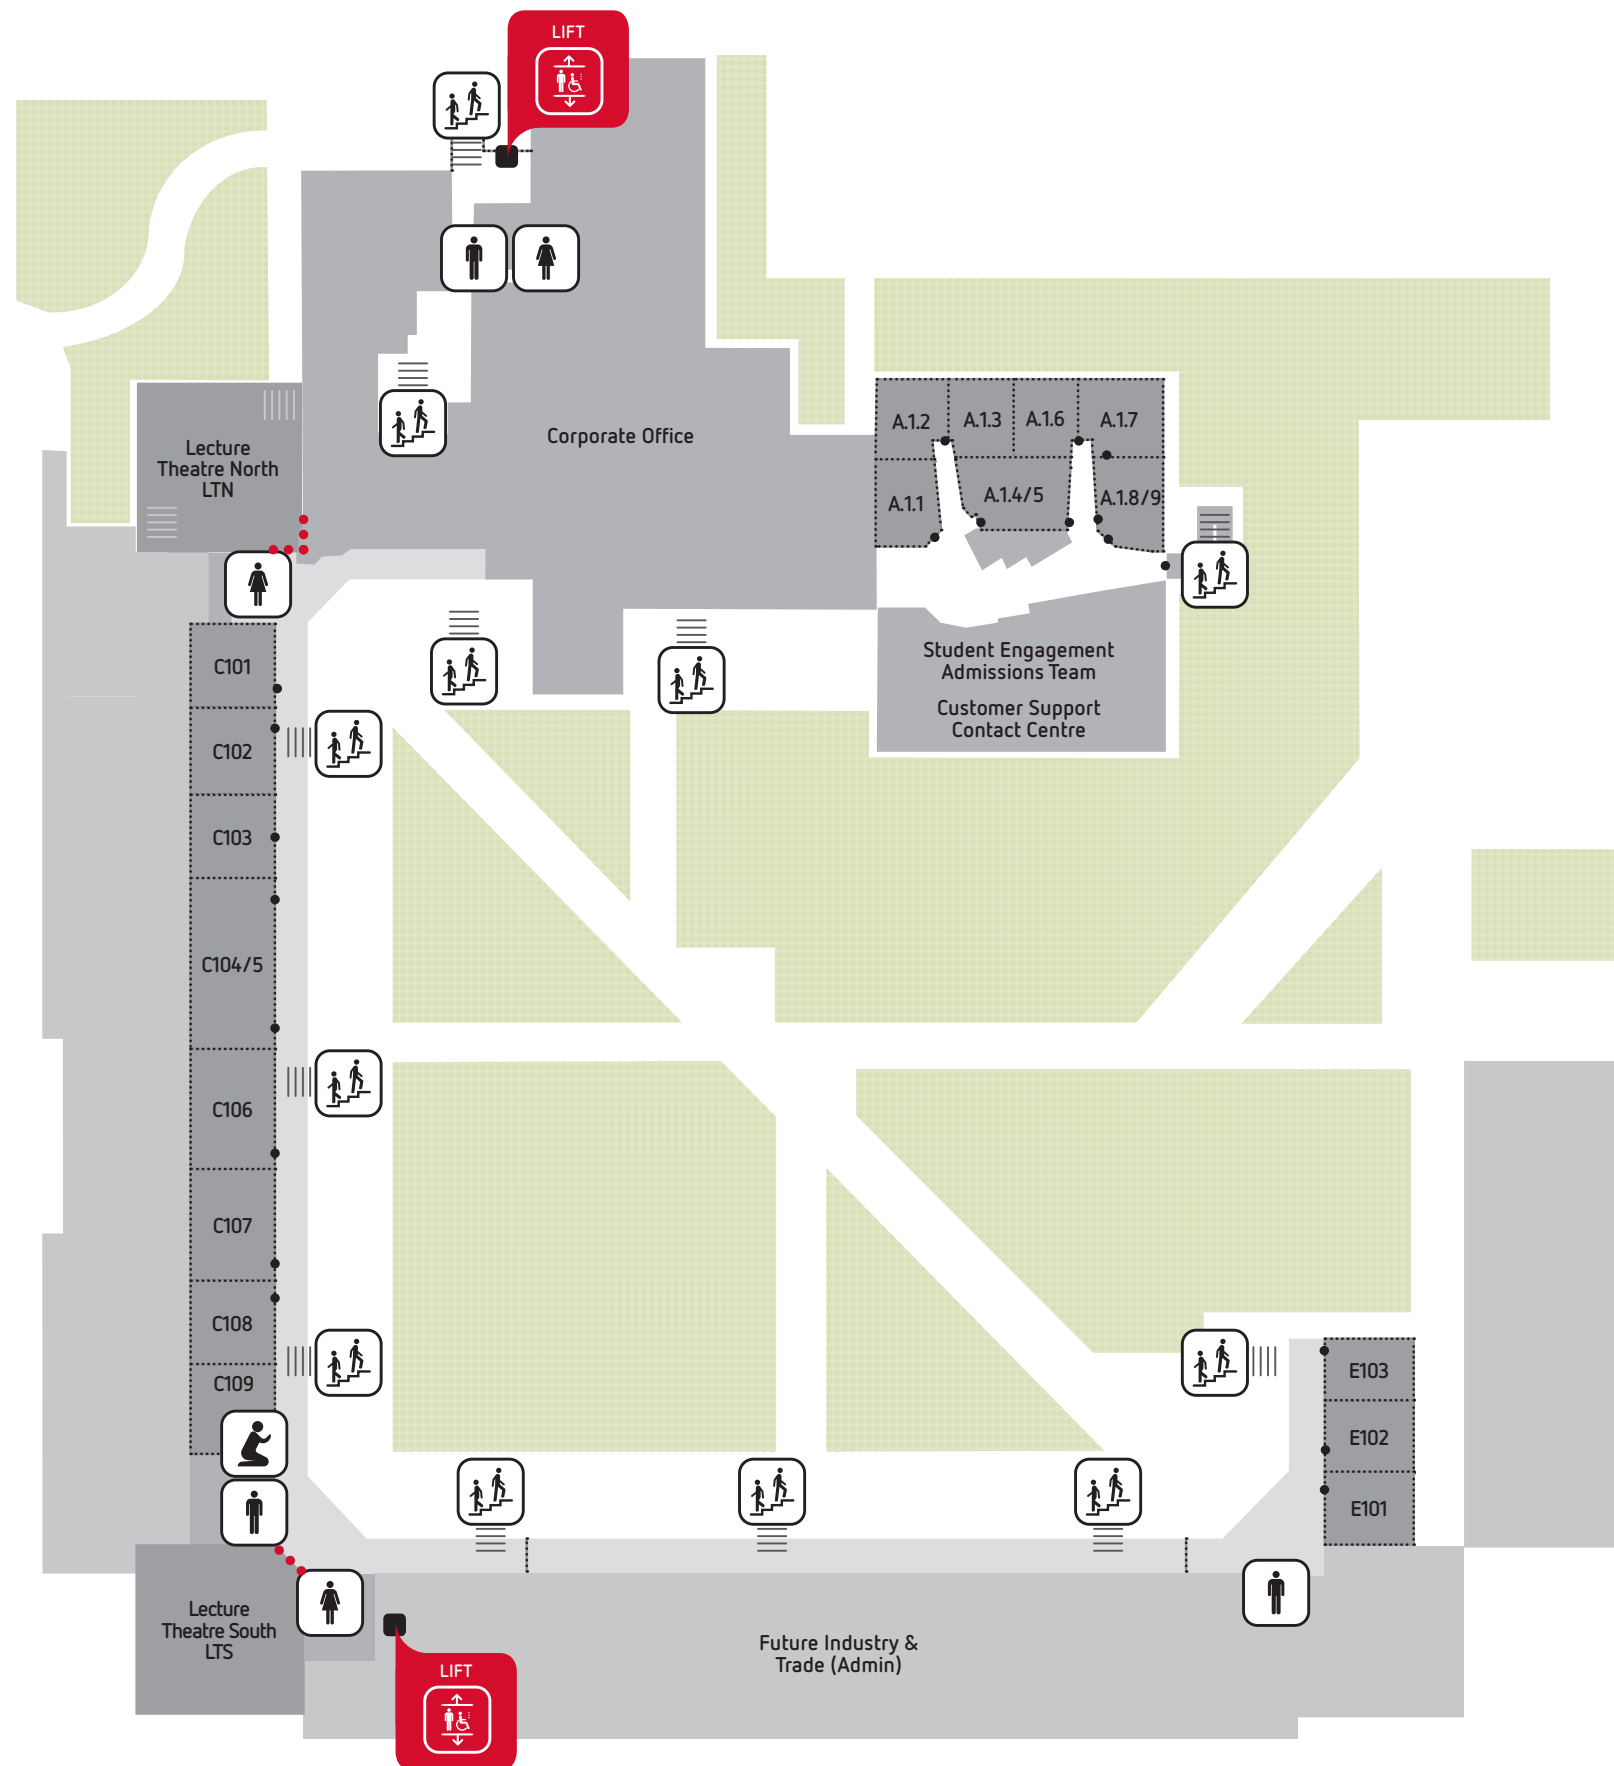 LIFT
Lecture
Theatre North
LTN
Corporate Office
A.1.2
A.1.3
A.1.6
A.1.7
A.1.1
A.1.4/5
A.1.8/9
Student Engagement
Admissions Team
Customer Support
Contact Centre
C101
C102
C103
C104/5
C106
C107
C108
C109
E103
E102
E101
Lecture
Theatre South
LTS
Future Industry &
Trade (Admin)
LIFT